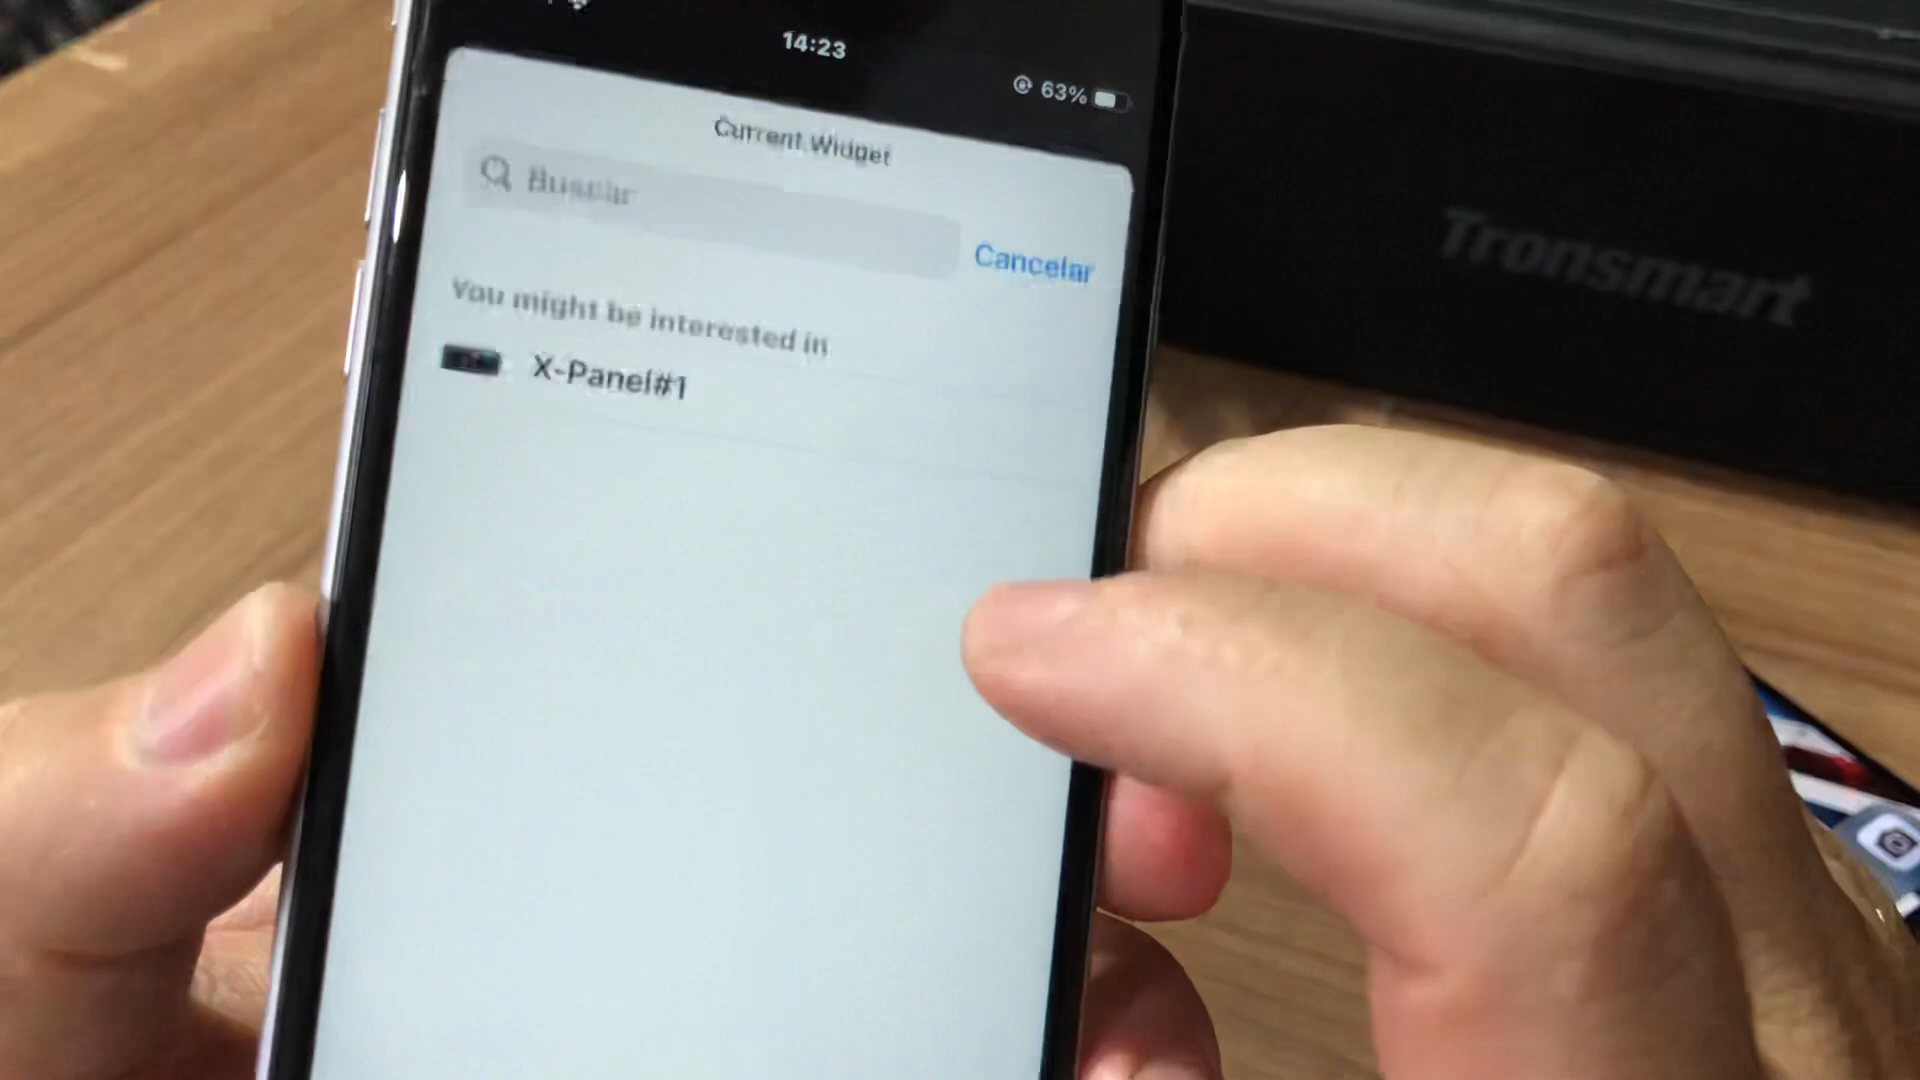 14:23
63%
Current Widget
Buscar
Cancelar
You might be interested in
X-Panel#1
Tronsmart